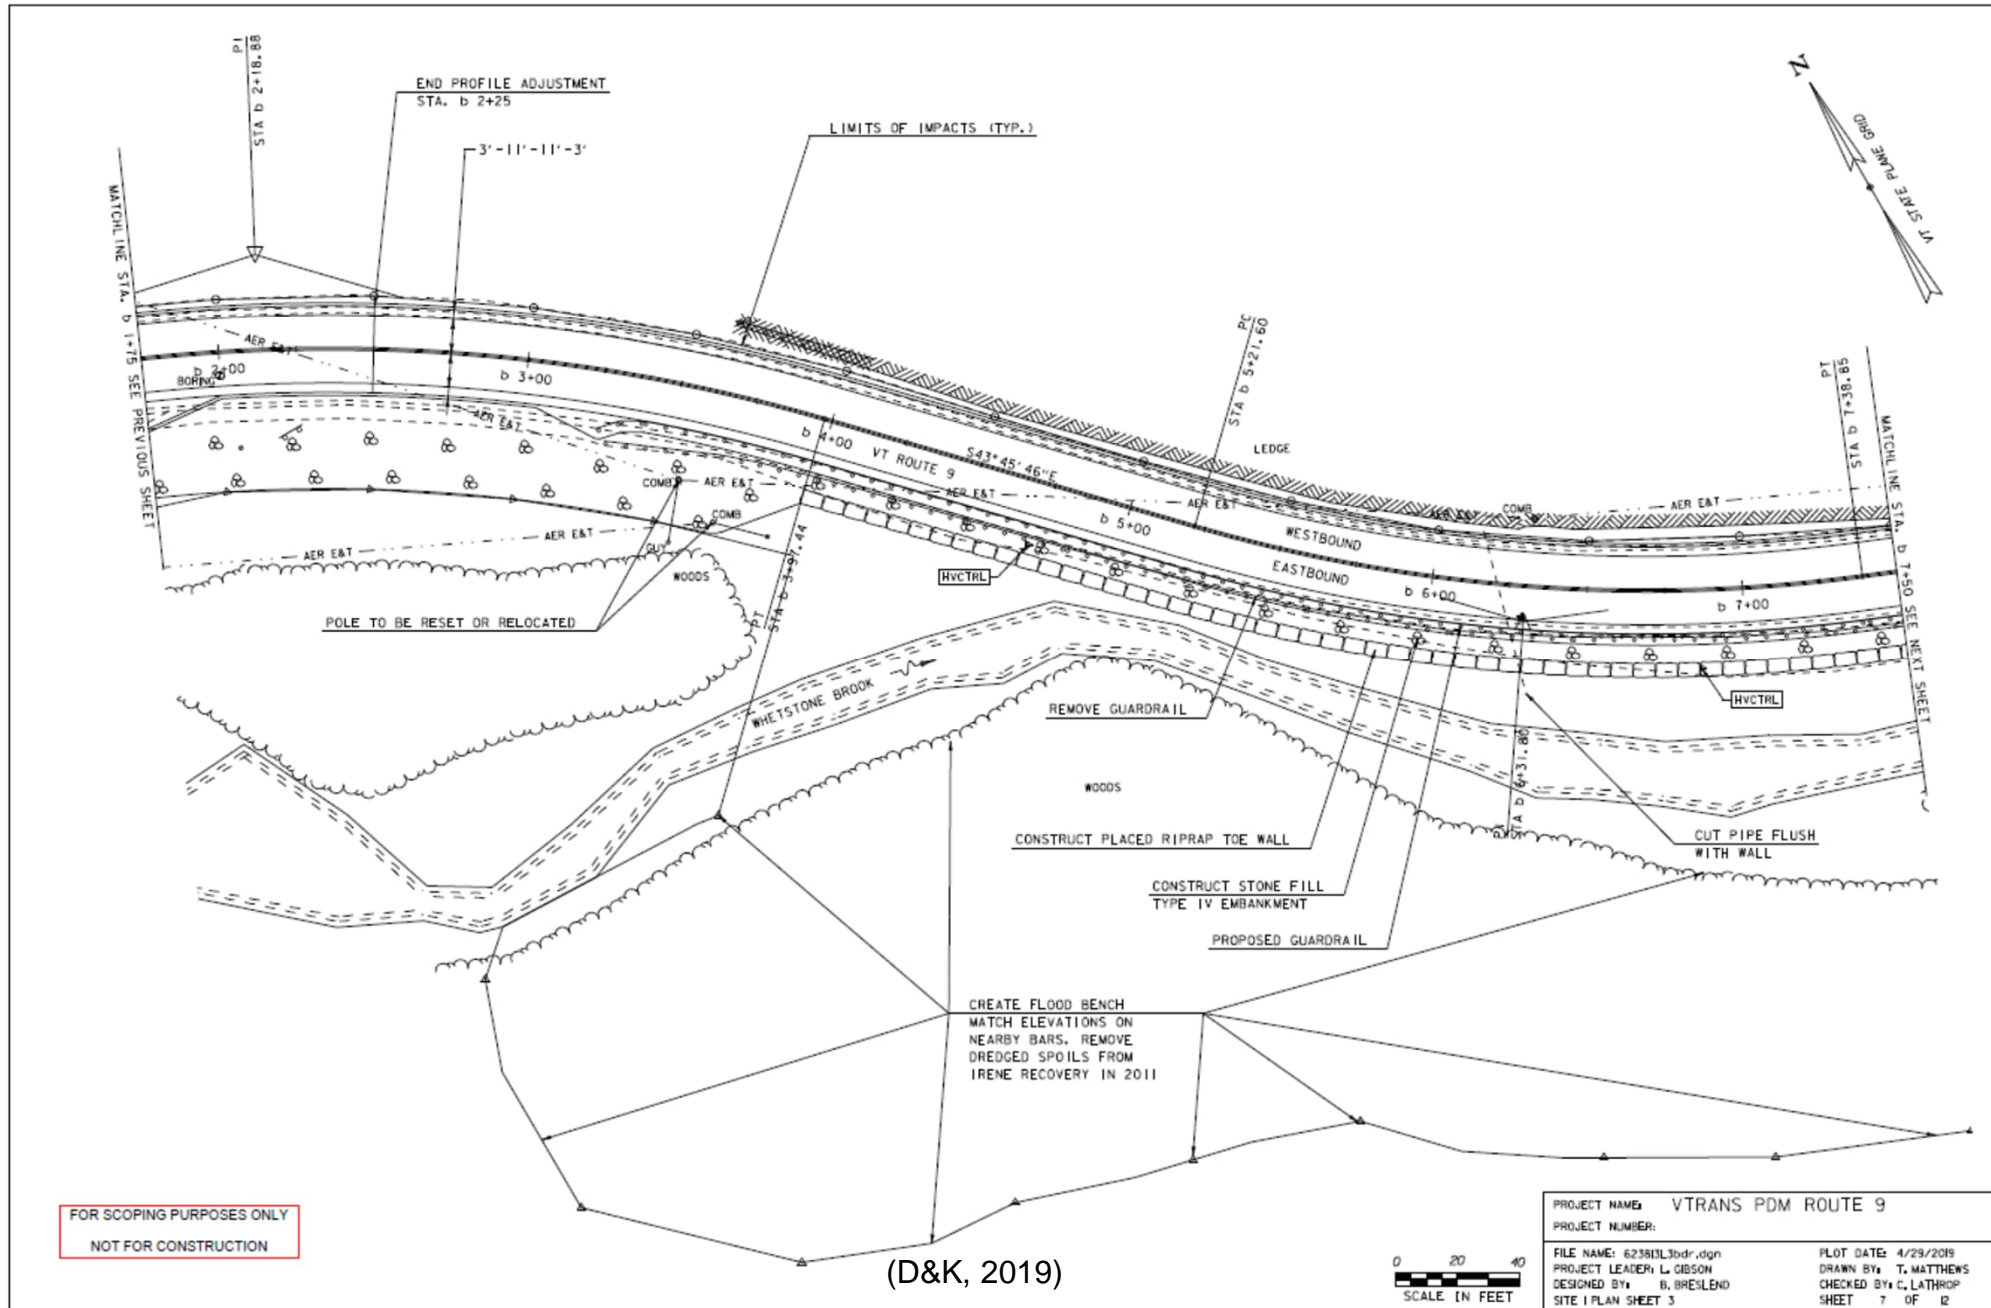 PI
STA b 2+18.88
END PROFILE ADJUSTMENT
STA. b 2+25
3'-11'-11'-3'
LIMITS OF IMPACTS (TYP.)
N
VT STATE PLANE GRID
MATCHLINE STA. b 1+75 SEE PREVIOUS SHEET
AER E&T
b 2+00
BORING
b 3+00
AER E&T
b 4+00
VT ROUTE 9
S43°45'46"E
PC
STA b 5+21.60
LEDGE
PT
STA b 7+38.85
MATCHLINE STA. b 7+50 SEE NEXT SHEET
COMB
AER E&T
AER E&T
AER E&T
AER E&T
COMB
AER E&T
b 5+00
WESTBOUND
EASTBOUND
b 6+00
b 7+00
COMB
AER E&T
AER E&T
GUY
WOODS
HVCTRL
POLE TO BE RESET OR RELOCATED
PT
STA b 3+97.44
WHETSTONE BROOK
REMOVE GUARDRAIL
HVCTRL
WOODS
PI
STA b 6+31.80
CONSTRUCT PLACED RIPRAP TOE WALL
CUT PIPE FLUSH
WITH WALL
CONSTRUCT STONE FILL
TYPE IV EMBANKMENT
PROPOSED GUARDRAIL
CREATE FLOOD BENCH
MATCH ELEVATIONS ON
NEARBY BARS. REMOVE
DREDGED SPOILS FROM
IRENE RECOVERY IN 2011
FOR SCOPING PURPOSES ONLY
NOT FOR CONSTRUCTION
(D&K, 2019)
0 20 40
SCALE IN FEET
PROJECT NAME: VTRANS PDM ROUTE 9
PROJECT NUMBER:
FILE NAME: 623813L3bdr.dgn PLOT DATE: 4/29/2019
PROJECT LEADER: L. GIBSON DRAWN BY: T. MATTHEWS
DESIGNED BY: B. BRESLEND CHECKED BY: C. LATHROP
SITE 1 PLAN SHEET 3 SHEET 7 OF 12